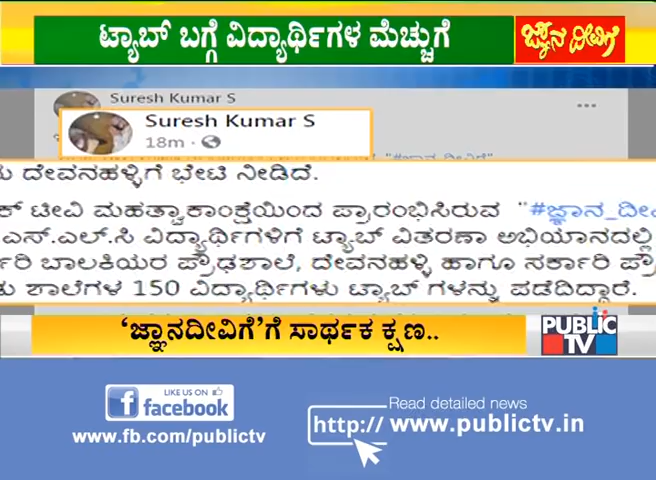 ಟ್ಯಾಬ್ ಬಗ್ಗೆ ವಿದ್ಯಾರ್ಥಿಗಳ ಮೆಚ್ಚುಗೆ
ಜ್ಞಾನ ದೀವಿಗೆ
Suresh Kumar S
Suresh Kumar S
18m
ದೇವನಹಳ್ಳಿಗೆ ಭೇಟಿ ನೀಡಿದೆ.
ಟೀವಿ ಮಹತ್ವಾಕಾಂಕ್ಷೆಯಿಂದ ಪ್ರಾರಂಭಿಸಿರುವ "#ಜ್ಞಾನ_ದೀವಿ
ಎಸ್.ಎಲ್.ಸಿ ವಿದ್ಯಾರ್ಥಿಗಳಿಗೆ ಟ್ಯಾಬ್ ವಿತರಣಾ ಅಭಿಯಾನದಲ್ಲಿ
ಬಾಲಕಿಯರ ಪ್ರೌಢಶಾಲೆ, ದೇವನಹಳ್ಳಿ ಹಾಗೂ ಸರ್ಕಾರಿ ಪ್ರೌ
ಶಾಲೆಗಳ 150 ವಿದ್ಯಾರ್ಥಿಗಳು ಟ್ಯಾಬ್ ಗಳನ್ನು ಪಡೆದಿದ್ದಾರೆ.
'ಜ್ಞಾನದೀವಿಗೆ'ಗೆ ಸಾರ್ಥಕ ಕ್ಷಣ..
PUBLIC
TV
LIKE US ON
facebook
www.fb.com/publictv
Read detailed news
http:// www.publictv.in